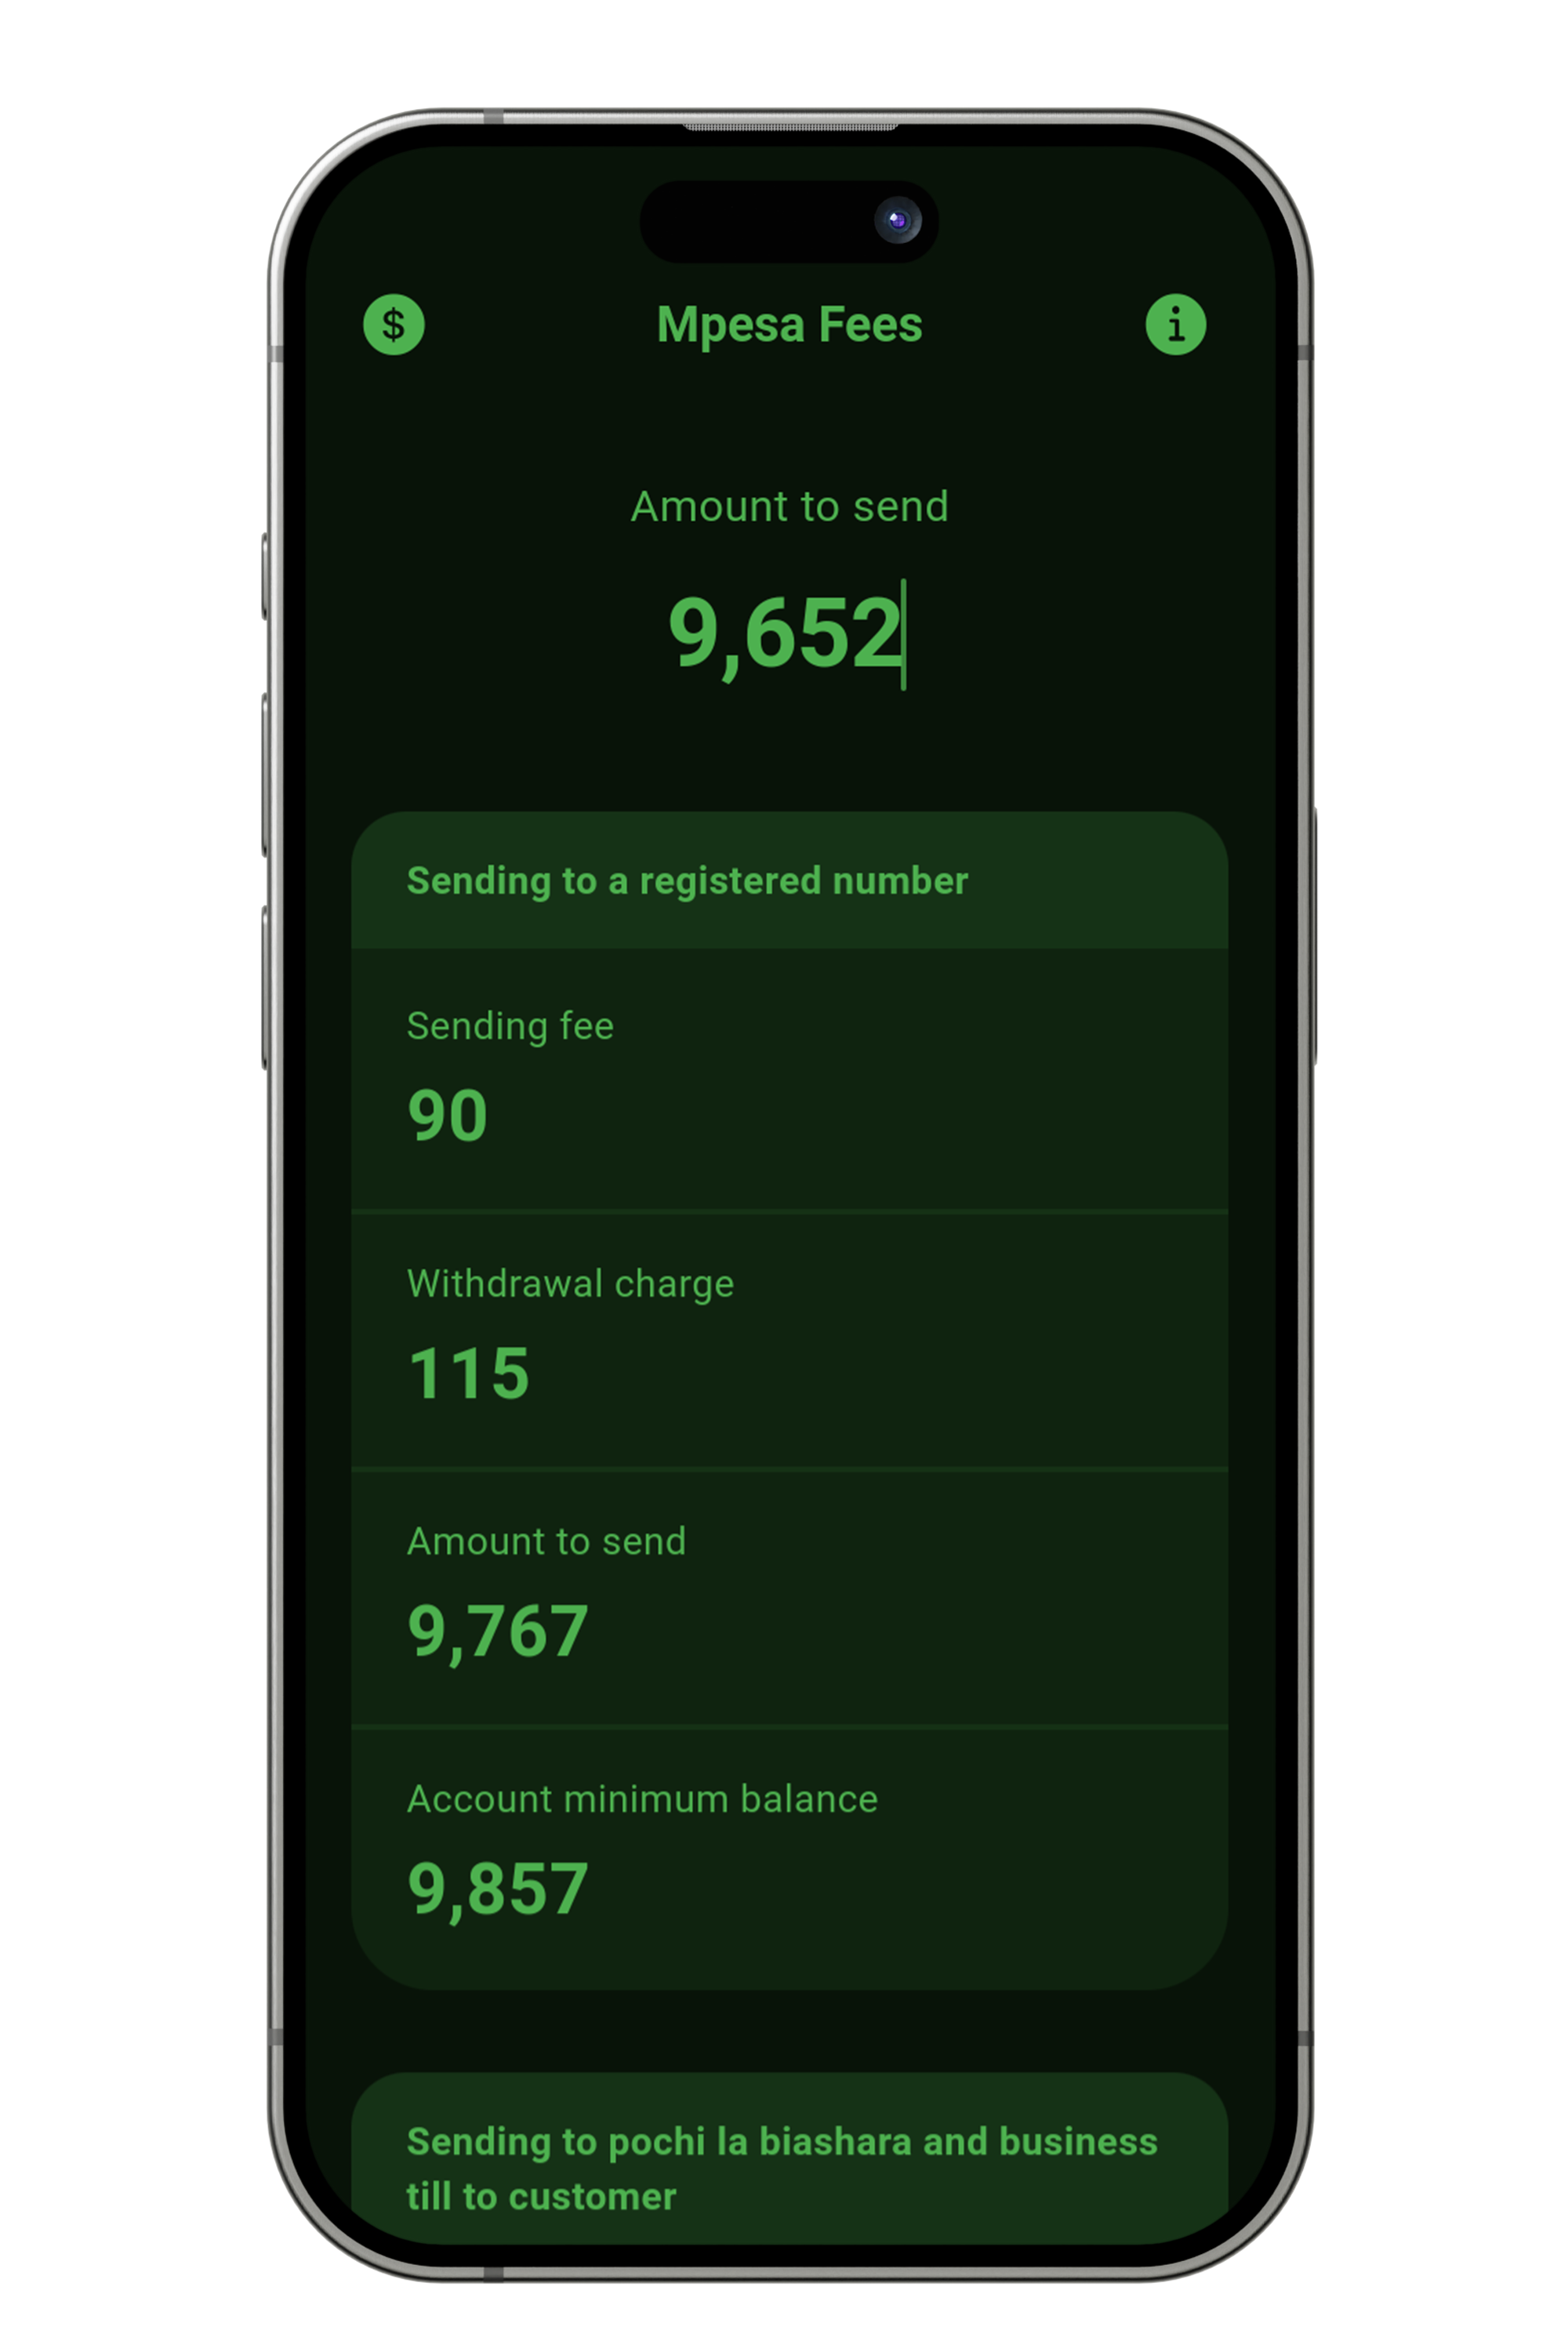 $
Mpesa Fees
i
Amount to send
9,652
Sending to a registered number
Sending fee
90
Withdrawal charge
115
Amount to send
9,767
Account minimum balance
9,857
Sending to pochi la biashara and business
till to customer